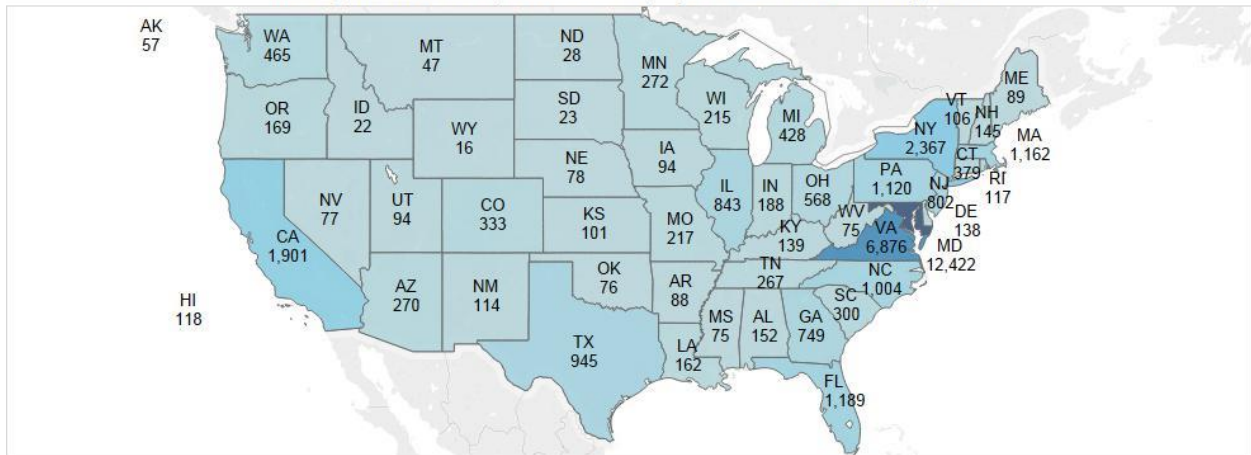 AK
57
WA
465
MT
47
ND
28
MN
272
ME
89
VT
106
NH
145
OR
169
ID
22
SD
23
WI
215
MI
428
NY
2,367
MA
1,162
WY
16
IA
94
CT
379
RI
117
NE
78
PA
1,120
NJ
802
NV
77
UT
94
CO
333
IL
843
IN
188
OH
568
DE
138
CA
1,901
KS
101
MO
217
KY
139
WV
75
VA
6,876
MD
12,422
AZ
270
NM
114
OK
76
AR
88
TN
267
NC
1,004
HI
118
SC
300
TX
945
LA
162
MS
75
AL
152
GA
749
FL
1,189